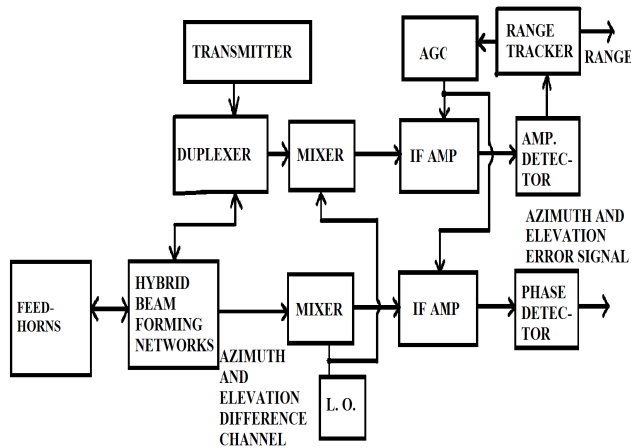 TRANSMITTER
AGC
RANGE
TRACKER
RANGE
DUPLEXER
MIXER
IF AMP
AMP.
DETEC-
TOR
AZIMUTH AND
ELEVATION
ERROR SIGNAL
FEED-
HORNS
HYBRID
BEAM
FORMING
NETWORKS
MIXER
IF AMP
PHASE
DETEC-
TOR
AZIMUTH
AND
ELEVATION
DIFFERENCE
CHANNEL
L. O.